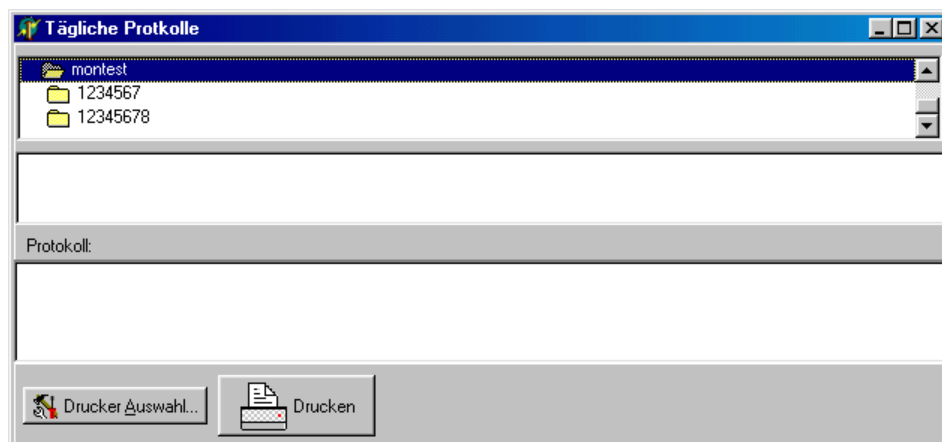 Tägliche Protkolle
montest
1234567
12345678
Protokoll:
Drucker Auswahl...
Drucken